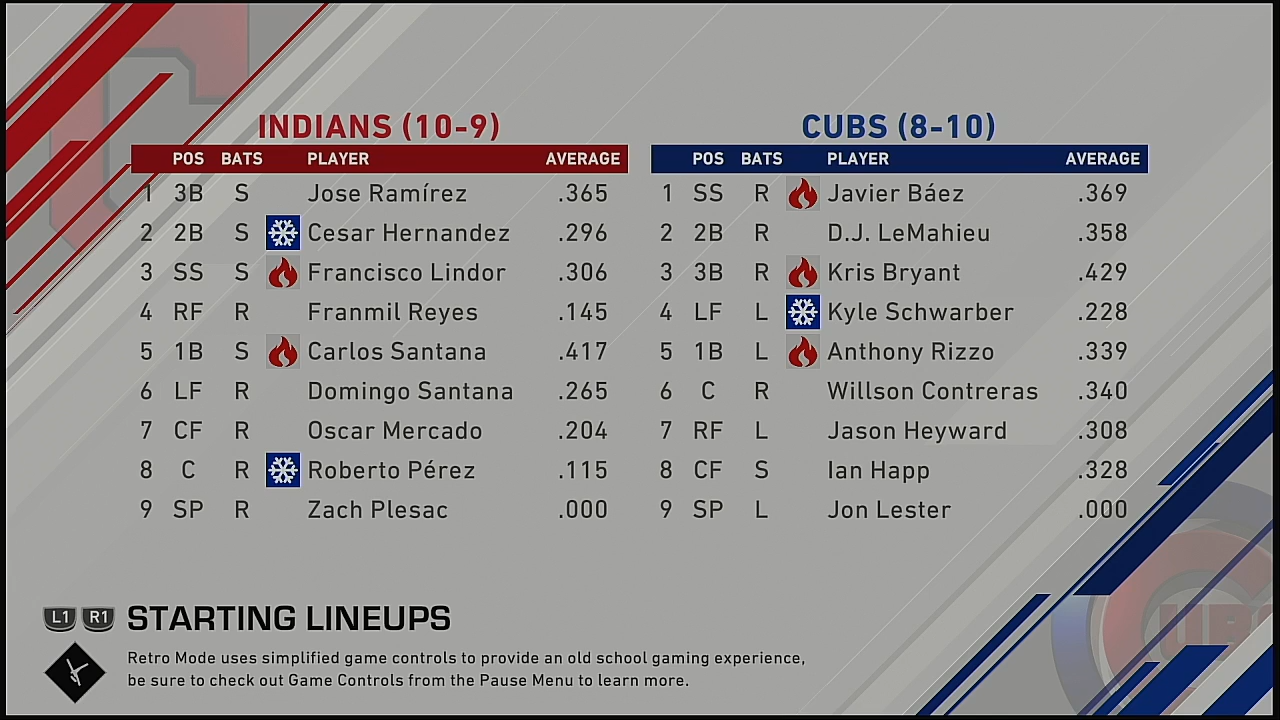 INDIANS (10-9)
POS BATS PLAYER AVERAGE
1 3B S Jose Ramírez .365
2 2B S Cesar Hernandez .296
3 SS S Francisco Lindor .306
4 RF R Franmil Reyes .145
5 1B S Carlos Santana .417
6 LF R Domingo Santana .265
7 CF R Oscar Mercado .204
8 C R Roberto Pérez .115
9 SP R Zach Plesac .000
CUBS (8-10)
POS BATS PLAYER AVERAGE
1 SS R Javier Báez .369
2 2B R D.J. LeMahieu .358
3 3B R Kris Bryant .429
4 LF L Kyle Schwarber .228
5 1B L Anthony Rizzo .339
6 C R Willson Contreras .340
7 RF L Jason Heyward .308
8 CF S Ian Happ .328
9 SP L Jon Lester .000
L1 R1 STARTING LINEUPS
Retro Mode uses simplified game controls to provide an old school gaming experience,
be sure to check out Game Controls from the Pause Menu to learn more.